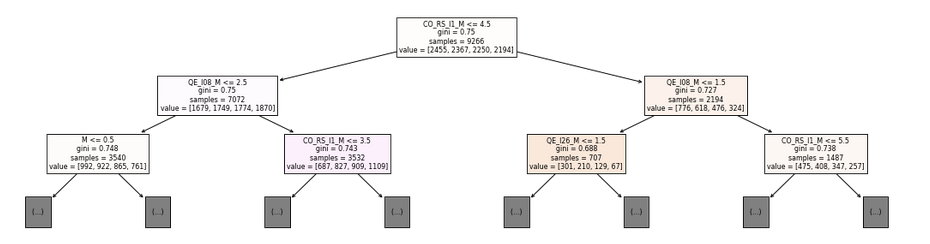 CO_RS_I1_M <= 4.5
gini = 0.75
samples = 9266
value = [2455, 2367, 2250, 2194]
QE_I08_M <= 2.5
gini = 0.75
samples = 7072
value = [1679, 1749, 1774, 1870]
QE_I08_M <= 1.5
gini = 0.727
samples = 2194
value = [776, 618, 476, 324]
M <= 0.5
gini = 0.748
samples = 3540
value = [992, 922, 865, 761]
CO_RS_I1_M <= 3.5
gini = 0.743
samples = 3532
value = [687, 827, 909, 1109]
QE_I26_M <= 1.5
gini = 0.688
samples = 707
value = [301, 210, 129, 67]
CO_RS_I1_M <= 5.5
gini = 0.738
samples = 1487
value = [475, 408, 347, 257]
(...)
(...)
(...)
(...)
(...)
(...)
(...)
(...)